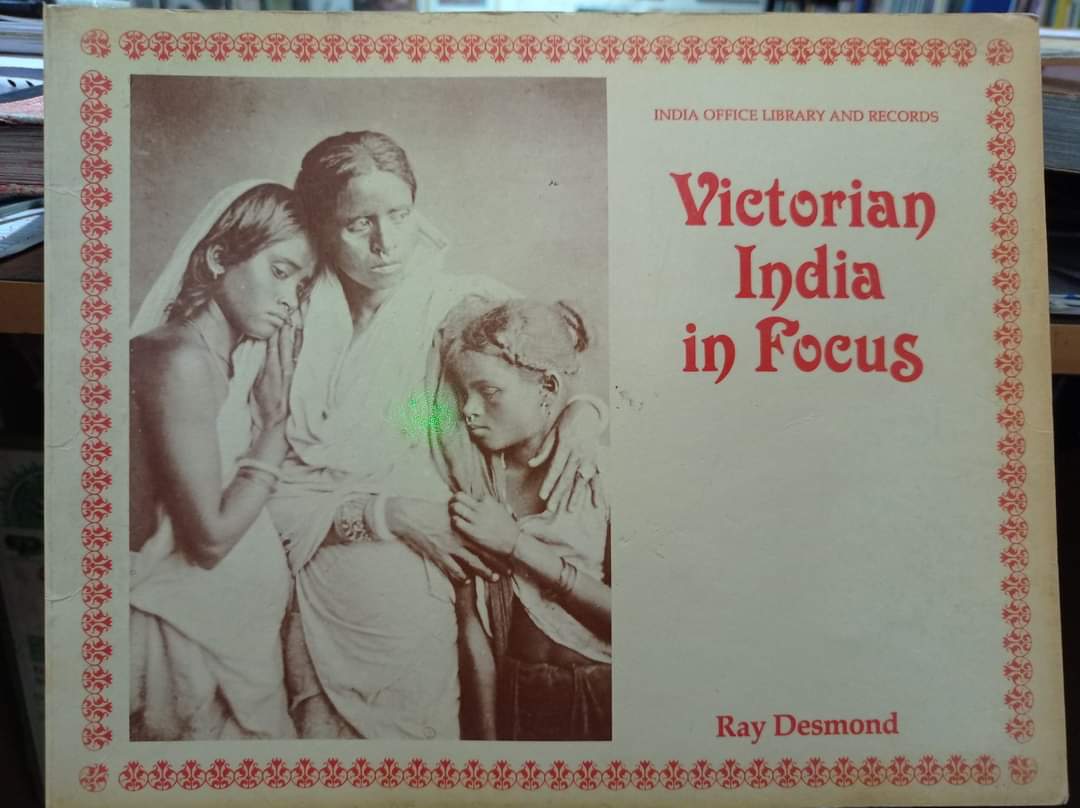 INDIA OFFICE LIBRARY AND RECORDS
Victorian
India
in Focus
Ray Desmond